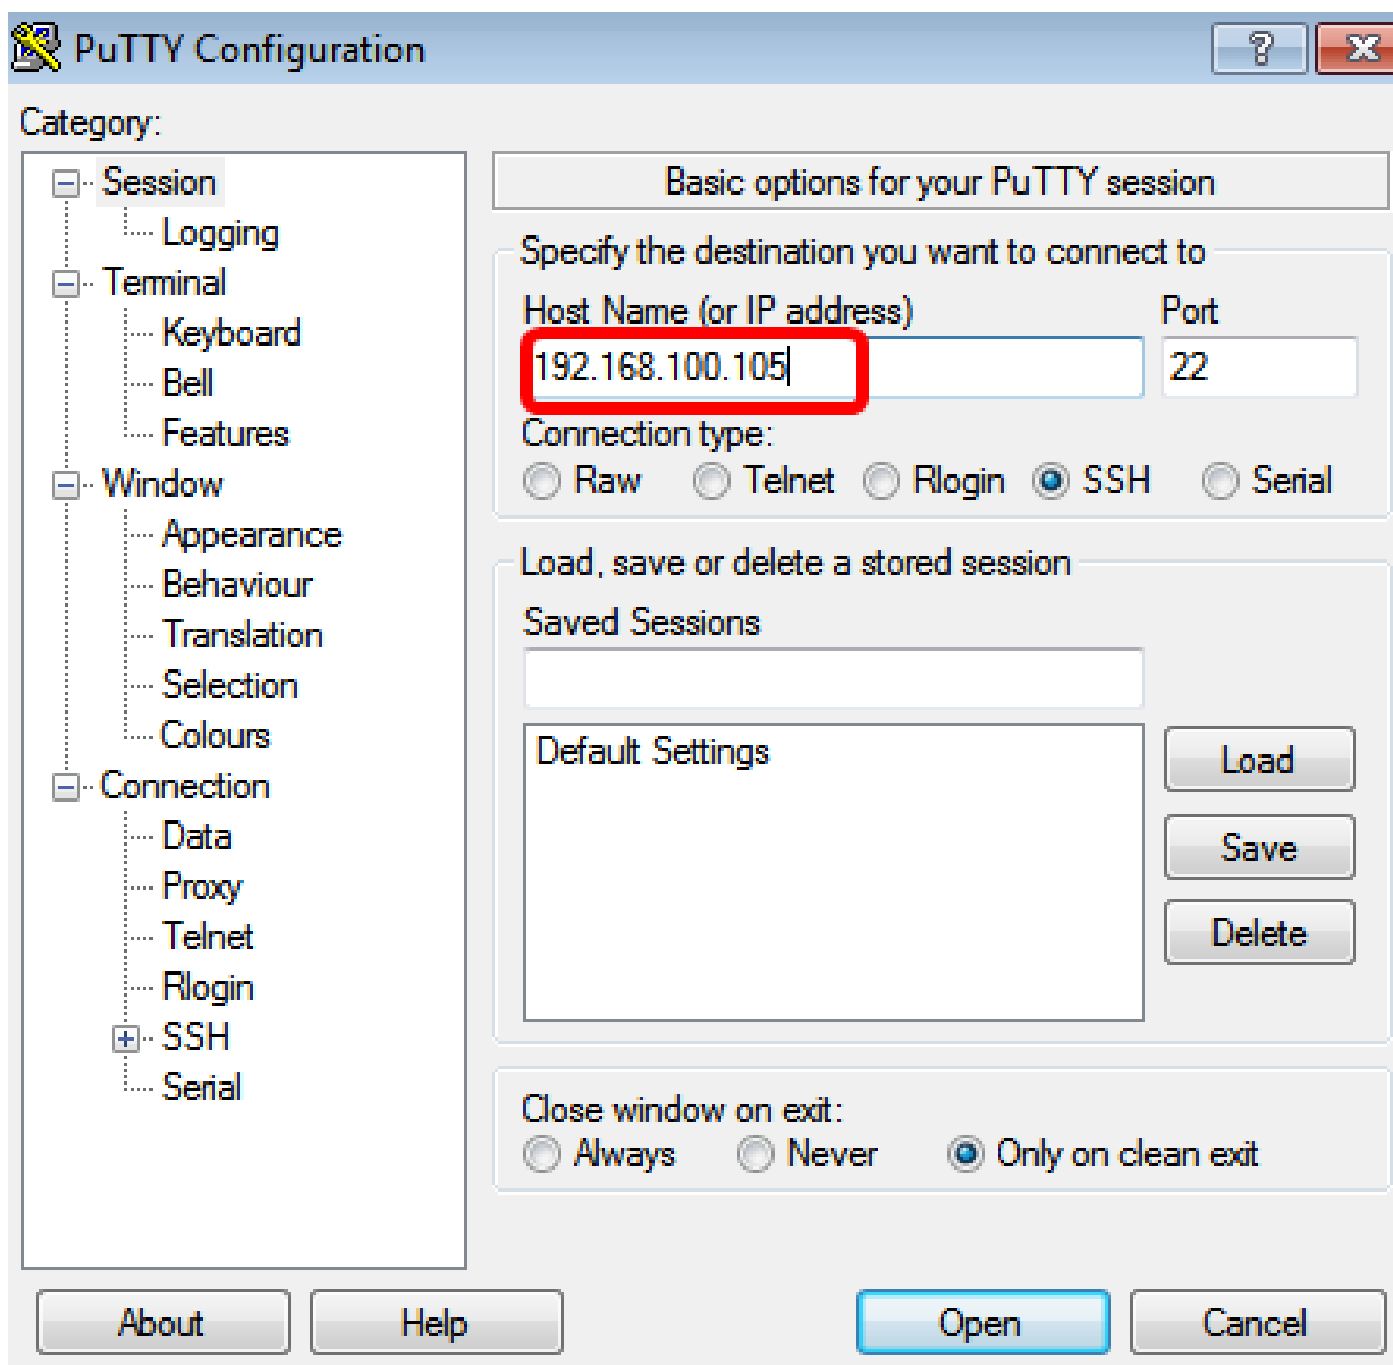 PuTTY Configuration
?
Category:
Session
Logging
Terminal
Keyboard
Bell
Features
Window
Appearance
Behaviour
Translation
Selection
Colours
Connection
Data
Proxy
Telnet
Rlogin
SSH
Serial
Basic options for your PuTTY session
Specify the destination you want to connect to
Host Name (or IP address) Port
192.168.100.105 22
Connection type:
Raw Telnet Rlogin SSH Serial
Load, save or delete a stored session
Saved Sessions
Default Settings
Load
Save
Delete
Close window on exit:
Always Never Only on clean exit
About Help Open Cancel